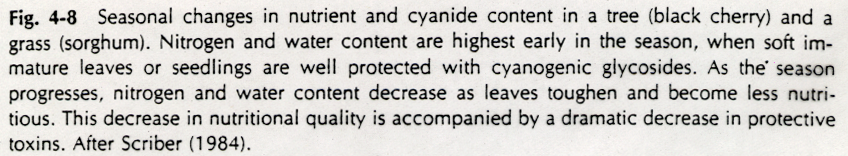 Fig. 4-8 Seasonal changes in nutrient and cyanide content in a tree (black cherry) and a
grass (sorghum). Nitrogen and water content are highest early in the season, when soft im-
mature leaves or seedlings are well protected with cyanogenic glycosides. As the season
progresses, nitrogen and water content decrease as leaves toughen and become less nutri-
tious. This decrease in nutritional quality is accompanied by a dramatic decrease in protective
toxins. After Scriber (1984).